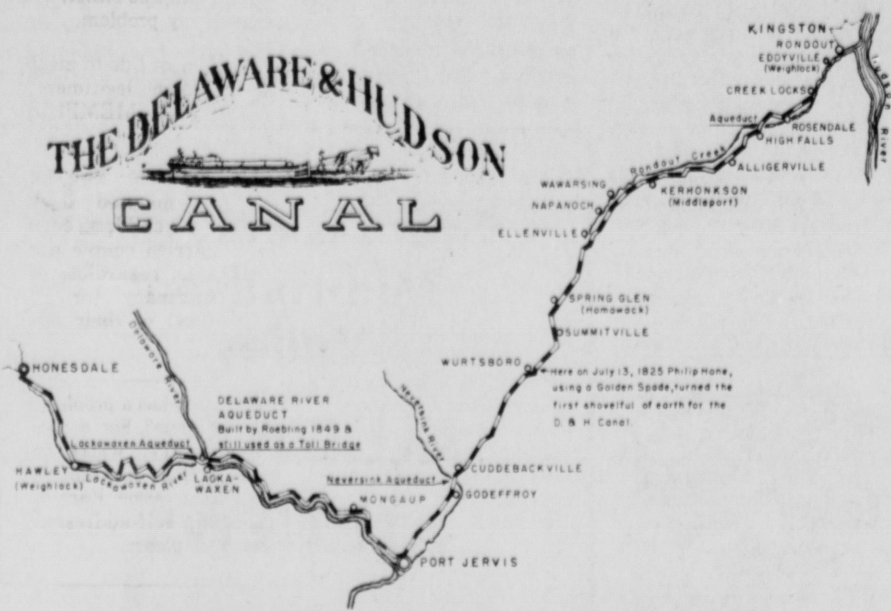 THE DELAWARE & HUDSON
CANAL
problem.
KINGSTON
RONDOUT
EDDYVILLE
(Weighlock)
CREEK LOCKS
Aqueduct
ROSENDALE
HIGH FALLS
Rondout Creek
ALLIGERVILLE
River
WAWARSING
KERHONKSON
(Middleport)
NAPANOCH
ELLENVILLE
SPRING GLEN
(Homowack)
SUMMITVILLE
WURTSBORO
Here on July 13, 1825 Philip Hone,
using a Golden Spade, turned the
first shovelful of earth for the
D. & H. Canal.
HONESDALE
Delaware River
DELAWARE RIVER
AQUEDUCT
Built by Roebling 1849 &
still used as a Toll Bridge
Neversink River
Lackawaxen Aqueduct
HAWLEY
(Weighlock)
Lackawaxen River
LACKA-
WAXEN
Neversink Aqueduct
CUDDEBACKVILLE
GODEFFROY
MONGAUP
PORT JERVIS